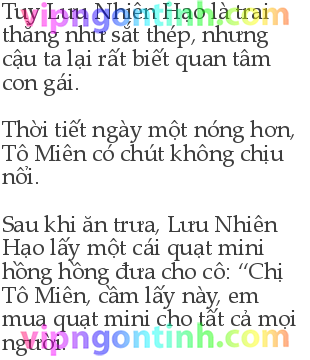 Tuy Lưu Nhiên Hạo là trai
thẳng như sắt thép, nhưng
cậu ta lại rất biết quan tâm
con gái.
Thời tiết ngày một nóng hơn,
Tô Miên có chút không chịu
nổi.
Sau khi ăn trưa, Lưu Nhiên
Hạo lấy một cái quạt mini
hồng hồng đưa cho cô: “Chị
Tô Miên, cầm lấy này, em
mua quạt mini cho tất cả mọi
người.
vipngontinh.com
vipngontinh.com